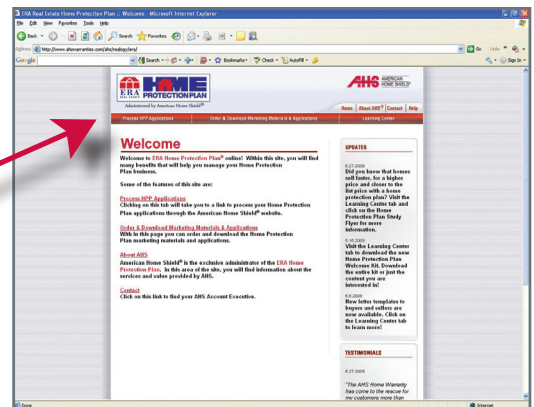 ERA Real Estate Home Protection Plan :: Welcome - Microsoft Internet Explorer
File Edit View Favorites Tools Help
Back Search Favorites
Address http://www.ahswarranties.com/ahs/realogy/era/ Go Links
Google Search Bookmarks Check AutoFill Sign In
ERA HOME
PROTECTION PLAN
Administered by American Home Shield®
AHS AMERICAN HOME SHIELD®
Home About AHS® Contact Help
Process HPP Applications Order & Download Marketing Materials & Applications Learning Center
Welcome
Welcome to ERA Home Protection Plan® online! Within this site, you will find
many benefits that will help you manage your Home Protection
Plan business.
Some of the features of this site are:
Process HPP Applications
Clicking on this tab will take you to a link to process your Home Protection
Plan applications through the American Home Shield® website.
Order & Download Marketing Materials & Applications
With in this page you can order and download the Home Protection
Plan marketing materials and applications.
About AHS
American Home Shield® is the exclusive administrator of the ERA Home
Protection Plan. In this area of the site, you will find information about the
services and value provided by AHS.
Contact
Click on this link to find your AHS Account Executive.
UPDATES
Did you know that homes
sell faster, for a higher
price and closer to the
list price with a home
protection plan? Visit the
Learning Center tab and
click on the Home
Protection Plan Study
Flyer for more
information.
Visit the Learning Center
tab to download the new
Home Protection Plan
Welcome Kit. Download
the entire kit or just the
content you are
interested in!
New letter templates to
buyers and sellers are
now available. Click on
the Learning Center tab
to learn more!
TESTIMONIALS
8.27.2009
"The AHS Home Warranty
has come to the rescue for
my customers more than
Done Internet